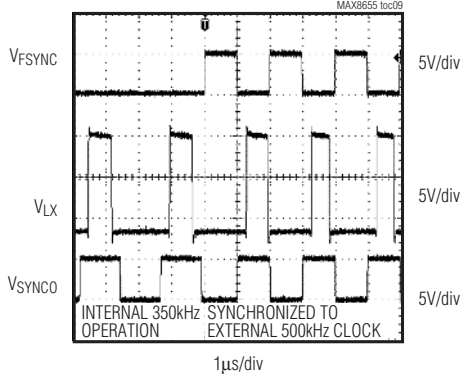 MAX8655 toc09
VFSYNC
5V/div
VLX
5V/div
VSYNCO
5V/div
INTERNAL 350kHz
OPERATION
SYNCHRONIZED TO
EXTERNAL 500kHz CLOCK
1μs/div